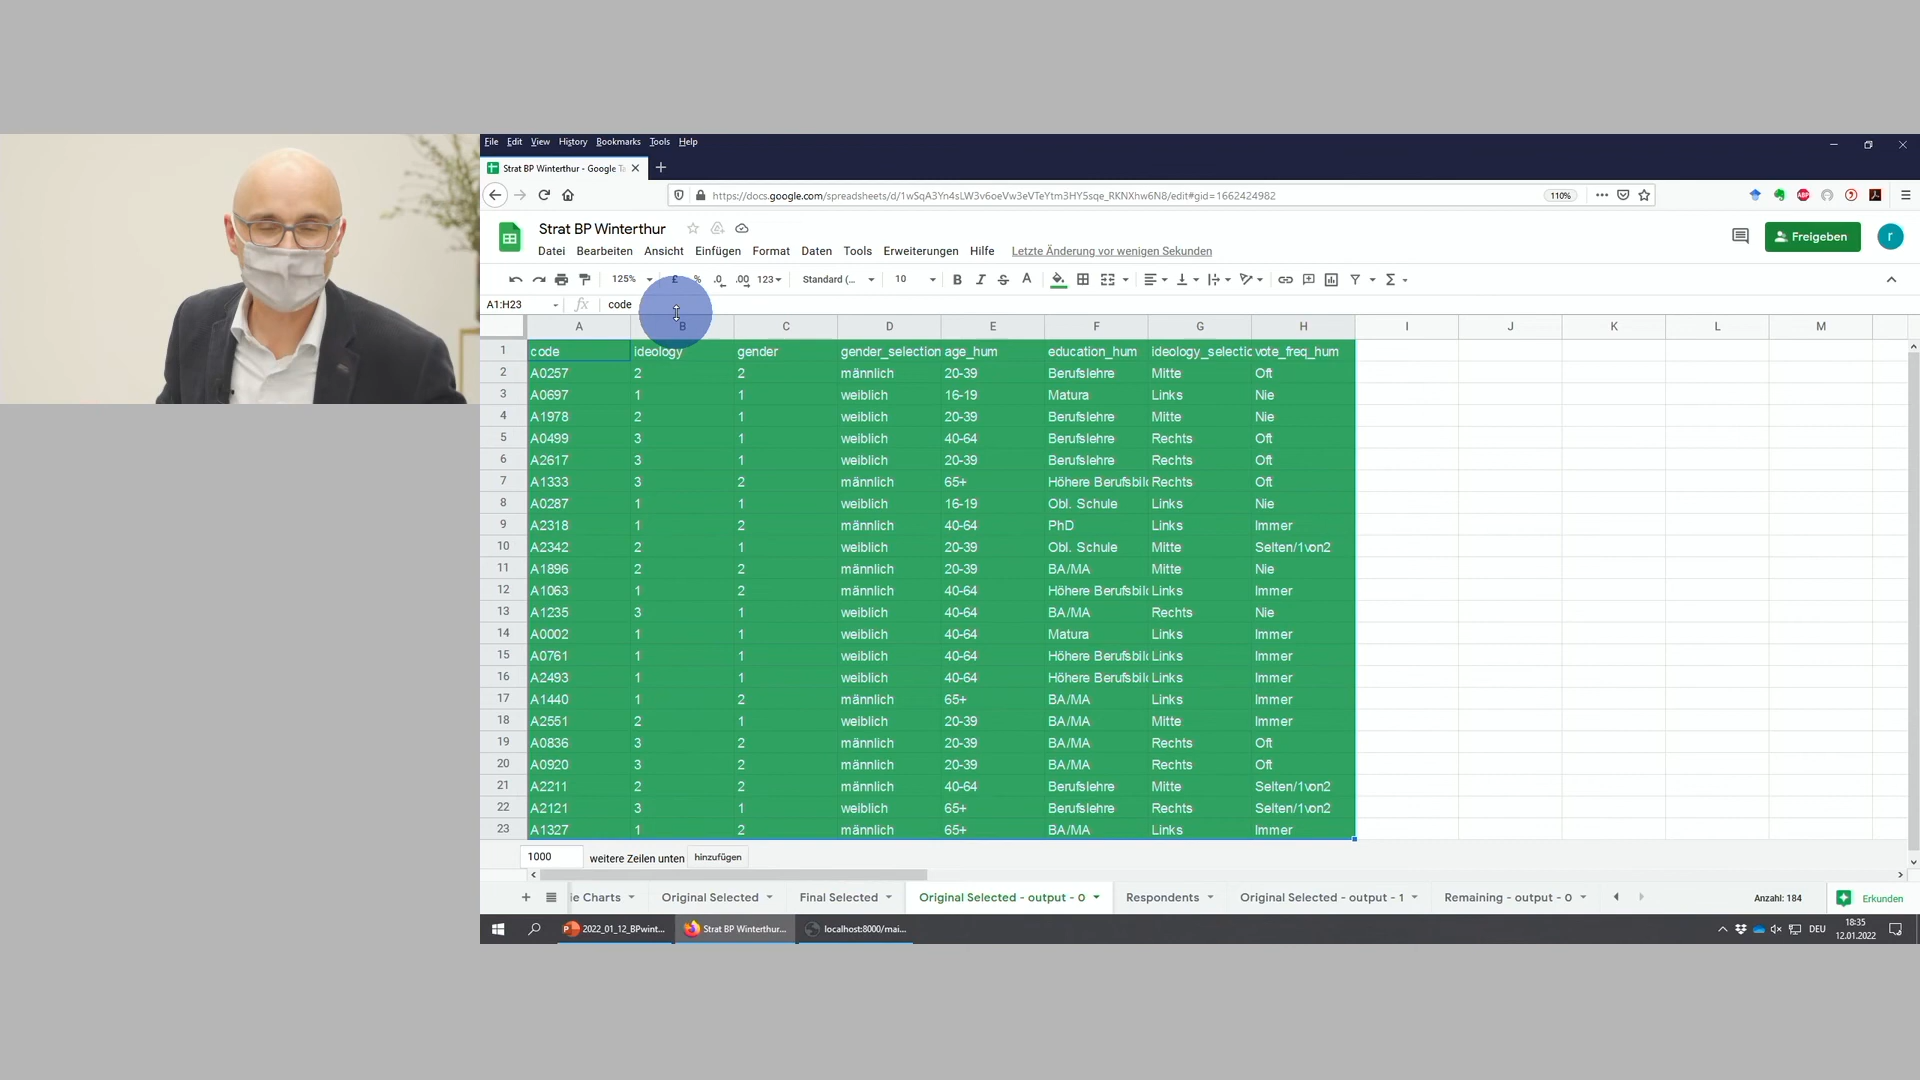 File Edit View History Bookmarks Tools Help
Strat BP Winterthur - Google Ta
https://docs.google.com/spreadsheets/d/1wSqA3Yn4sLW3v6oeVw3eVTeYtm3HY5sqe_RKNXhw6N8/edit#gid=1662424982 110%
Strat BP Winterthur
Datei Bearbeiten Ansicht Einfügen Format Daten Tools Erweiterungen Hilfe Letzte Änderung vor wenigen Sekunden
Freigeben r
125% £ % .0 .00 123 Standard (... 10 B I S A
A1:H23 fx code
A B C D E F G H I J K L M
1 code ideology gender gender_selection age_hum education_hum ideology_selectic vote_freq_hum
2 A0257 2 2 männlich 20-39 Berufslehre Mitte Oft
3 A0697 1 1 weiblich 16-19 Matura Links Nie
4 A1978 2 1 weiblich 20-39 Berufslehre Mitte Nie
5 A0499 3 1 weiblich 40-64 Berufslehre Rechts Oft
6 A2617 3 1 weiblich 20-39 Berufslehre Rechts Oft
7 A1333 3 2 männlich 65+ Höhere Berufsbild Rechts Oft
8 A0287 1 1 weiblich 16-19 Obl. Schule Links Nie
9 A2318 1 2 männlich 40-64 PhD Links Immer
10 A2342 2 1 weiblich 20-39 Obl. Schule Mitte Selten/1von2
11 A1896 2 2 männlich 20-39 BA/MA Mitte Nie
12 A1063 1 2 männlich 40-64 Höhere Berufsbild Links Immer
13 A1235 3 1 weiblich 40-64 BA/MA Rechts Nie
14 A0002 1 1 weiblich 40-64 Matura Links Immer
15 A0761 1 1 weiblich 40-64 Höhere Berufsbild Links Immer
16 A2493 1 1 weiblich 40-64 Höhere Berufsbild Links Immer
17 A1440 1 2 männlich 65+ BA/MA Links Immer
18 A2551 2 1 weiblich 20-39 BA/MA Mitte Immer
19 A0836 3 2 männlich 20-39 BA/MA Rechts Oft
20 A0920 3 2 männlich 20-39 BA/MA Rechts Oft
21 A2211 2 2 männlich 40-64 Berufslehre Mitte Selten/1von2
22 A2121 3 1 weiblich 65+ Berufslehre Rechts Selten/1von2
23 A1327 1 2 männlich 65+ BA/MA Links Immer
1000 weitere Zeilen unten hinzufügen
ie Charts Original Selected Final Selected Original Selected - output - 0 Respondents Original Selected - output - 1 Remaining - output - 0 Anzahl: 184 Erkunden
2022_01_12_BPwint... Strat BP Winterthur... localhost:8000/mai... DEU 18:35
12.01.2022